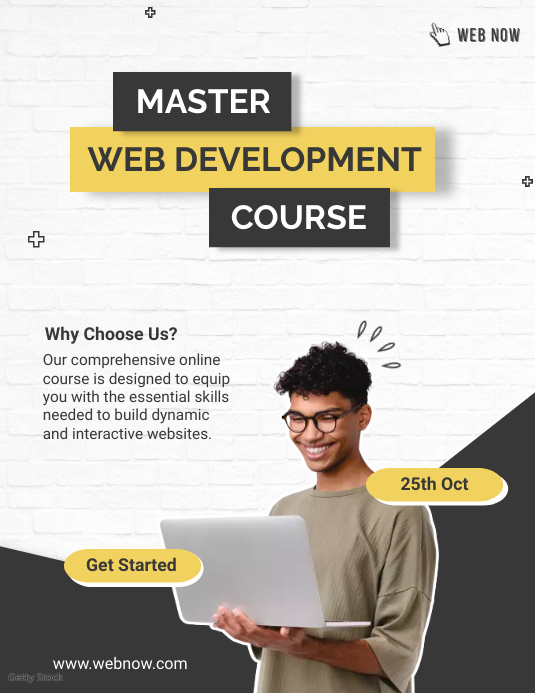 WEB NOW
MASTER
WEB DEVELOPMENT
COURSE
Why Choose Us?
Our comprehensive online
course is designed to equip
you with the essential skills
needed to build dynamic
and interactive websites.
25th Oct
Get Started
www.webnow.com
Getty Stock